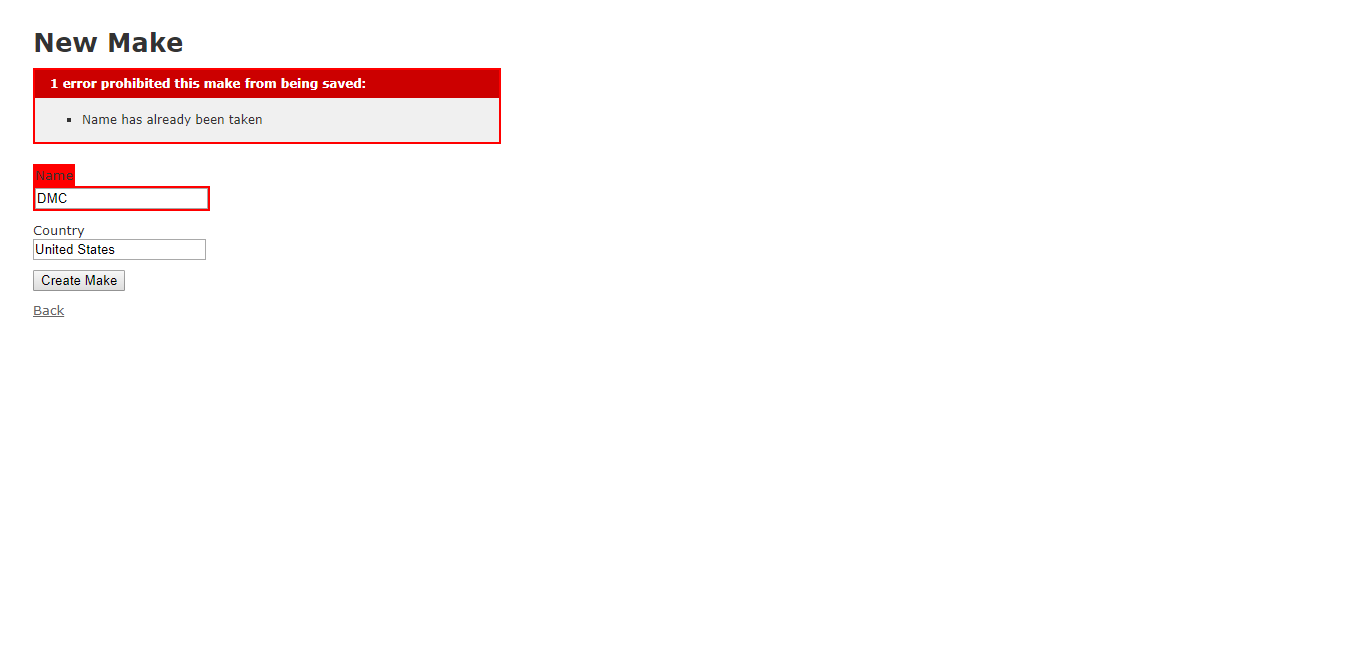 New Make
1 error prohibited this make from being saved:
Name has already been taken
Name
DMC
Country
United States
Create Make
Back